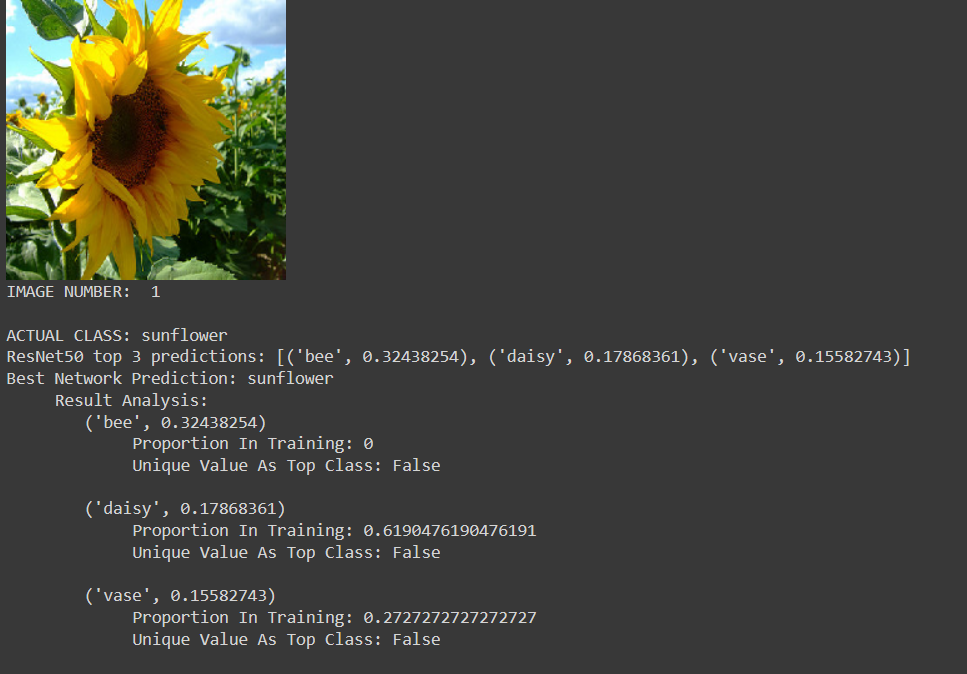 IMAGE NUMBER:  1
ACTUAL CLASS: sunflower
ResNet50 top 3 predictions: [('bee', 0.32438254), ('daisy', 0.17868361), ('vase', 0.15582743)]
Best Network Prediction: sunflower
Result Analysis:
('bee', 0.32438254)
Proportion In Training: 0
Unique Value As Top Class: False
('daisy', 0.17868361)
Proportion In Training: 0.6190476190476191
Unique Value As Top Class: False
('vase', 0.15582743)
Proportion In Training: 0.2727272727272727
Unique Value As Top Class: False